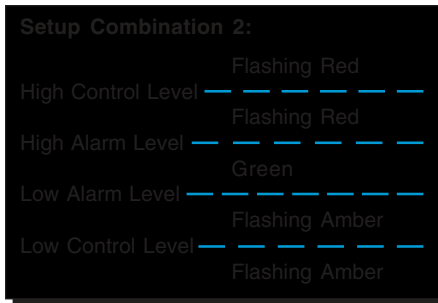 Setup Combination 2:
Flashing Red
High Control Level
Flashing Red
High Alarm Level
Green
Low Alarm Level
Flashing Amber
Low Control Level
Flashing Amber